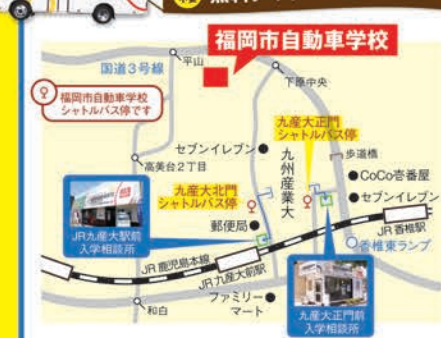 福岡市自動車学校
国道3号線
平山
下原中央
福岡市自動車学校
シャトルバス停です
九産大正門
シャトルバス停
セブンイレブン
歩道橋
九州産業大
CoCo壱番屋
高美台2丁目
九産大北門
シャトルバス停
セブンイレブン
郵便局
JR香椎駅
香椎東ランプ
JR九産大駅前
入学相談所
JR鹿児島本線
JR九産大前駅
和白
ファミリー
マート
九産大正門前
入学相談所